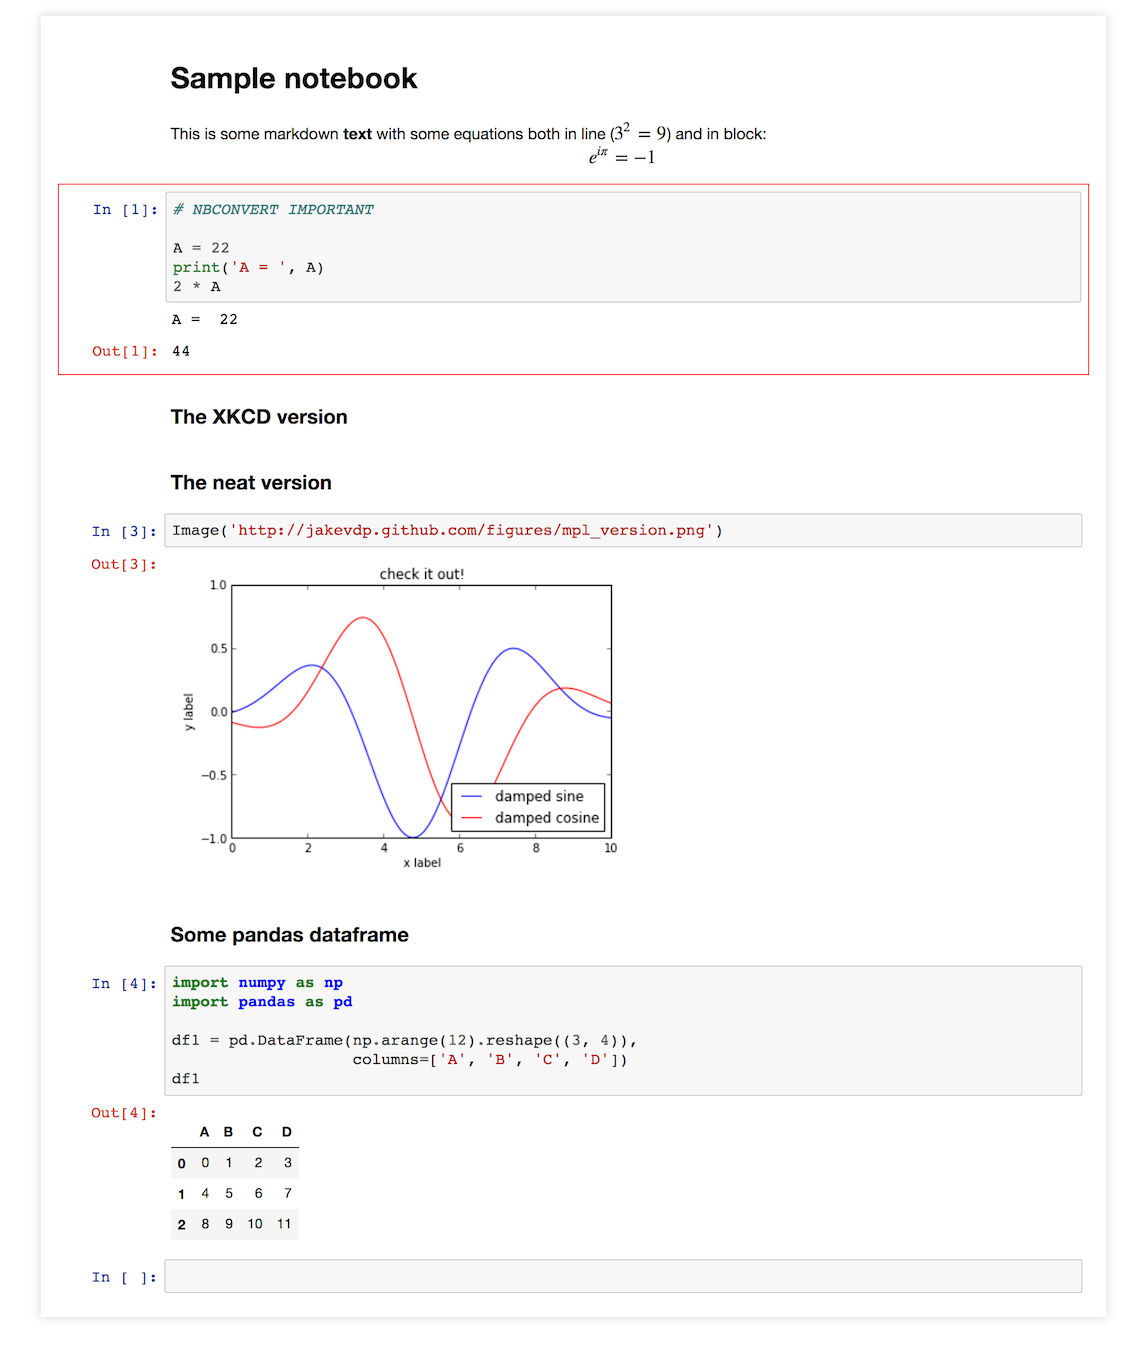 Sample notebook
This is some markdown text with some equations both in line (3² = 9) and in block:
e^{iπ} = −1
In [1]: # NBCONVERT IMPORTANT
A = 22
print('A = ', A)
2 * A
A =  22
Out[1]: 44
The XKCD version
The neat version
In [3]: Image('http://jakevdp.github.com/figures/mpl_version.png')
Out[3]:
check it out!
1.0
0.5
0.0
−0.5
−1.0
y label
0 2 4 6 8 10
x label
damped sine
damped cosine
Some pandas dataframe
In [4]: import numpy as np
import pandas as pd
df1 = pd.DataFrame(np.arange(12).reshape((3, 4)),
                   columns=['A', 'B', 'C', 'D'])
df1
Out[4]:
A B C D
0 0 1 2 3
1 4 5 6 7
2 8 9 10 11
In [ ]: